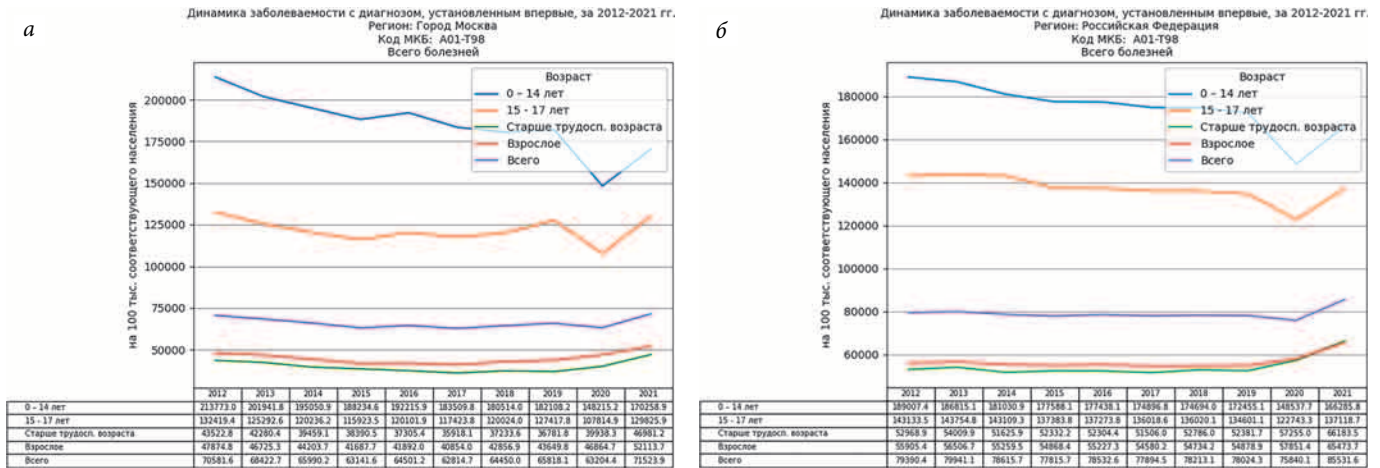 а
Динамика заболеваемости с диагнозом, установленным впервые, за 2012-2021 гг.
Регион: Город Москва
Код МКБ: A01-T98
Всего болезней
Возраст
0 – 14 лет
15 - 17 лет
Старше трудосп. возраста
Взрослое
Всего
на 100 тыс. соответствующего населения
200000
175000
150000
125000
100000
75000
50000
2012 2013 2014 2015 2016 2017 2018 2019 2020 2021
0 – 14 лет 213773.0 201941.8 195050.9 188234.6 192215.9 183509.8 180514.0 182108.2 148215.2 170258.9
15 - 17 лет 132419.4 125292.6 120236.2 115923.5 120101.9 117423.8 120024.0 127417.8 107814.9 129825.9
Старше трудосп. возраста 43522.8 42280.4 39459.1 38390.5 37305.4 35918.1 37233.6 36781.8 39938.3 46981.2
Взрослое 47874.8 46725.3 44203.7 41687.7 41892.0 40854.0 42856.9 43649.8 46864.7 52113.7
Всего 70581.6 68422.7 65990.2 63141.6 64501.2 62814.7 64450.0 65818.1 63204.4 71523.9
б
Динамика заболеваемости с диагнозом, установленным впервые, за 2012-2021 гг.
Регион: Российская Федерация
Код МКБ: A01-T98
Всего болезней
Возраст
0 – 14 лет
15 - 17 лет
Старше трудосп. возраста
Взрослое
Всего
на 100 тыс. соответствующего населения
180000
160000
140000
120000
100000
80000
60000
2012 2013 2014 2015 2016 2017 2018 2019 2020 2021
0 – 14 лет 189007.4 186815.1 181030.9 177588.1 177438.1 174896.8 174694.0 172455.1 148537.7 166285.8
15 - 17 лет 143133.5 143754.8 143109.3 137383.8 137273.8 136018.6 136020.1 134601.1 122743.3 137118.7
Старше трудосп. возраста 52968.9 54009.9 51625.9 52332.2 52304.4 51506.0 52786.0 52381.7 57255.0 66183.5
Взрослое 55905.4 56506.7 55259.5 54868.4 55227.3 54580.2 54734.2 54878.9 57851.4 65473.7
Всего 79390.4 79941.1 78615.7 77815.7 78532.6 77894.5 78213.1 78024.3 75840.1 85531.6